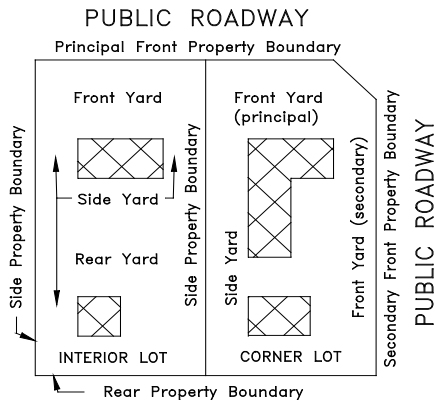 PUBLIC ROADWAY
Principal Front Property Boundary
Front Yard
Front Yard
(principal)
Side Property Boundary
Side Yard
Side Property Boundary
Rear Yard
Side Yard
Front Yard (secondary)
Secondary Front Property Boundary
PUBLIC ROADWAY
INTERIOR LOT
CORNER LOT
Rear Property Boundary